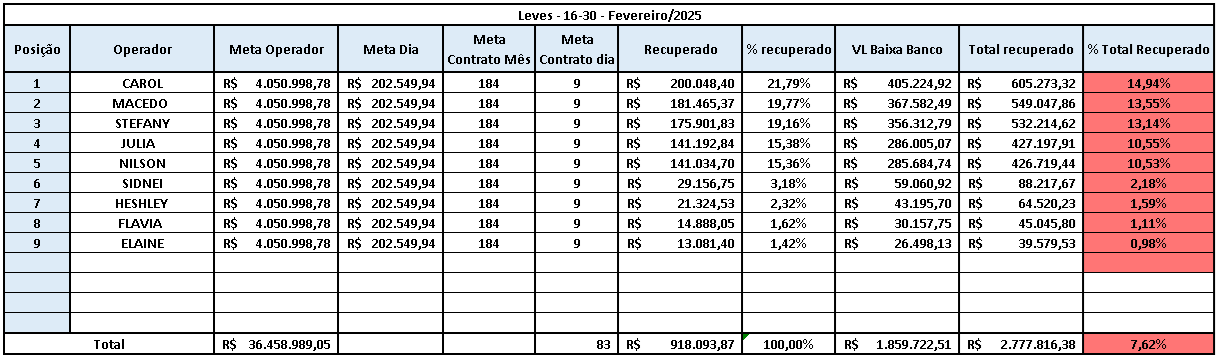 Leves - 16-30 - Fevereiro/2025
Posição Operador Meta Operador Meta Dia Meta Contrato Mês Meta Contrato dia Recuperado % recuperado VL Baixa Banco Total recuperado % Total Recuperado
1 CAROL R$ 4.050.998,78 R$ 202.549,94 184 9 R$ 200.048,40 21,79% R$ 405.224,92 R$ 605.273,32 14,94%
2 MACEDO R$ 4.050.998,78 R$ 202.549,94 184 9 R$ 181.465,37 19,77% R$ 367.582,49 R$ 549.047,86 13,55%
3 STEFANY R$ 4.050.998,78 R$ 202.549,94 184 9 R$ 175.901,83 19,16% R$ 356.312,79 R$ 532.214,62 13,14%
4 JULIA R$ 4.050.998,78 R$ 202.549,94 184 9 R$ 141.192,84 15,38% R$ 286.005,07 R$ 427.197,91 10,55%
5 NILSON R$ 4.050.998,78 R$ 202.549,94 184 9 R$ 141.034,70 15,36% R$ 285.684,74 R$ 426.719,44 10,53%
6 SIDNEI R$ 4.050.998,78 R$ 202.549,94 184 9 R$ 29.156,75 3,18% R$ 59.060,92 R$ 88.217,67 2,18%
7 HESHLEY R$ 4.050.998,78 R$ 202.549,94 184 9 R$ 21.324,53 2,32% R$ 43.195,70 R$ 64.520,23 1,59%
8 FLAVIA R$ 4.050.998,78 R$ 202.549,94 184 9 R$ 14.888,05 1,62% R$ 30.157,75 R$ 45.045,80 1,11%
9 ELAINE R$ 4.050.998,78 R$ 202.549,94 184 9 R$ 13.081,40 1,42% R$ 26.498,13 R$ 39.579,53 0,98%
Total R$ 36.458.989,05 83 R$ 918.093,87 100,00% R$ 1.859.722,51 R$ 2.777.816,38 7,62%